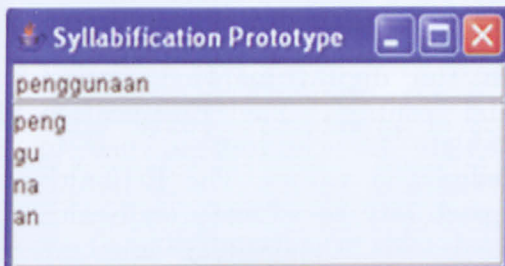 Syllabification Prototype
penggunaan
peng
gu
na
an